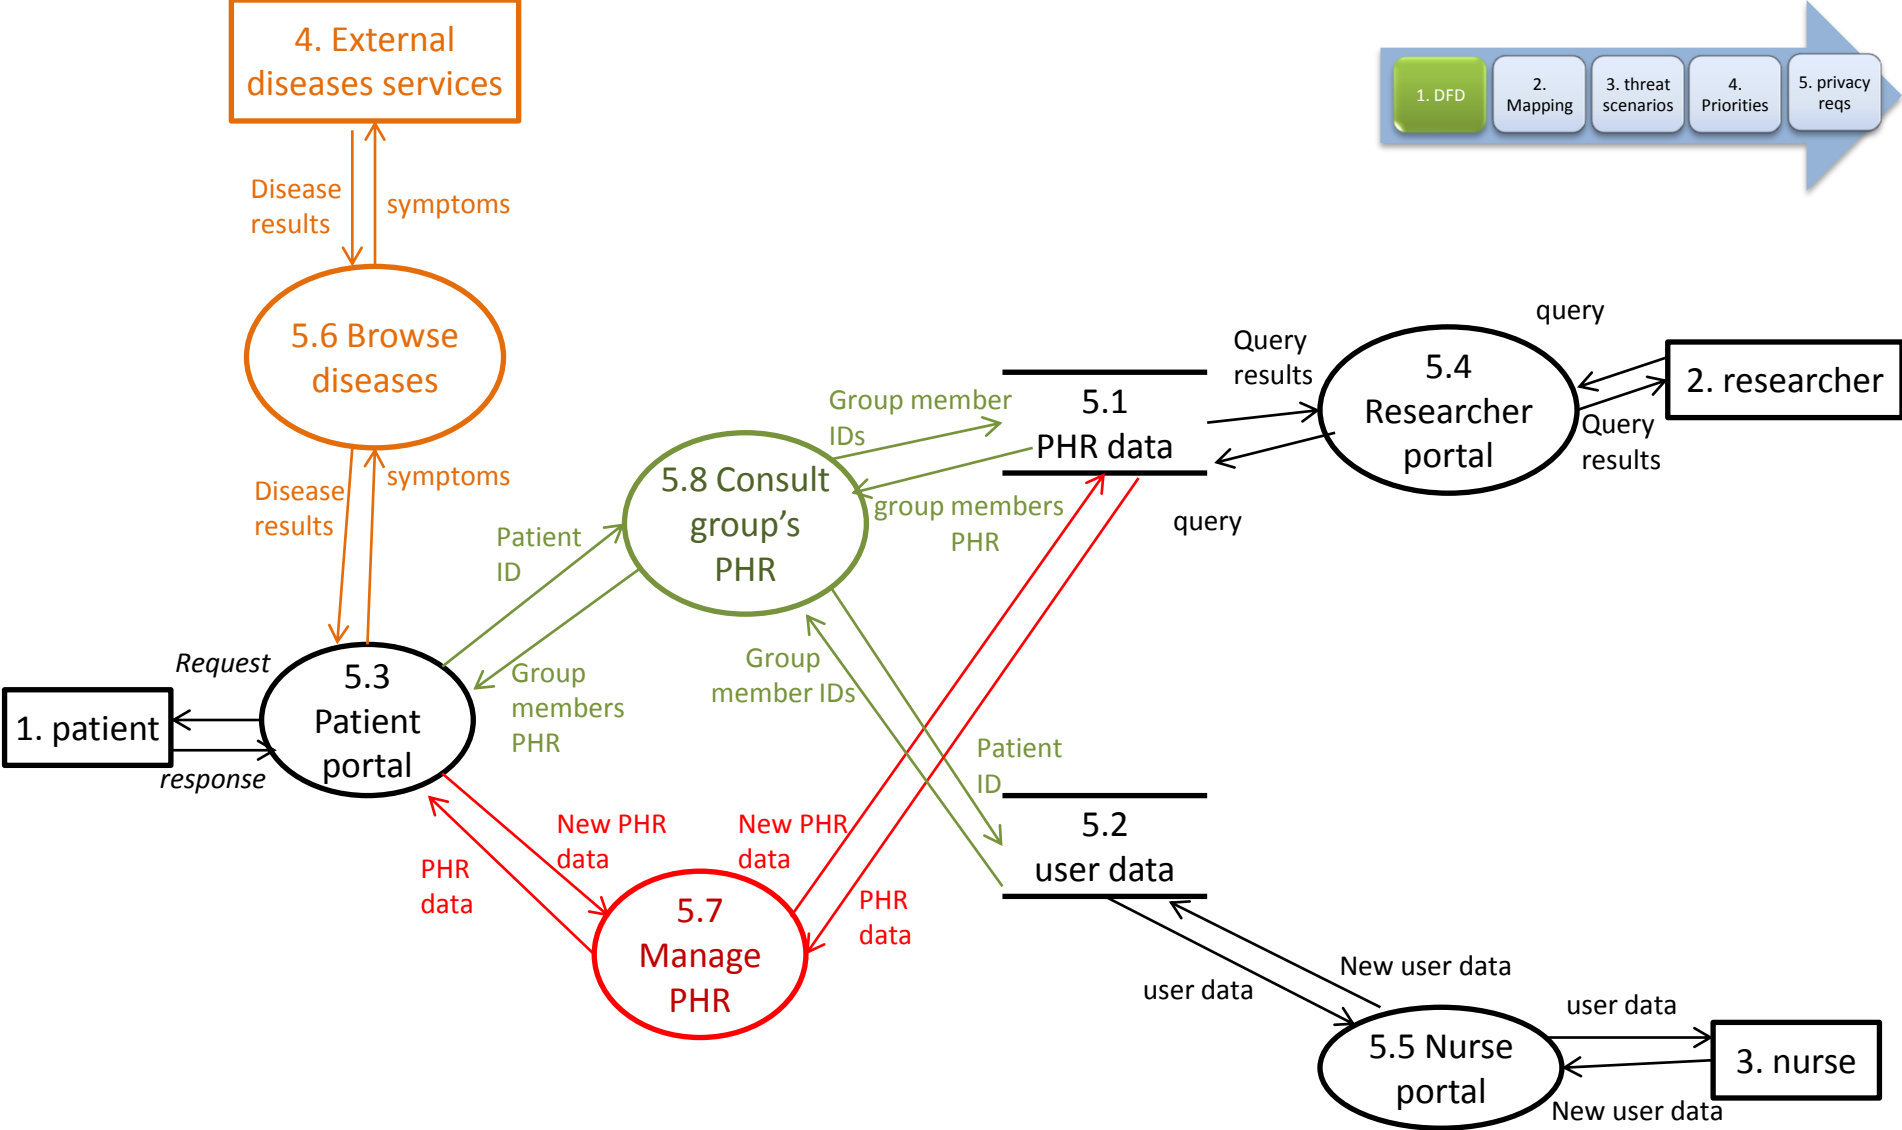 4. External
diseases services
1. DFD
2.
Mapping
3. threat
scenarios
4.
Priorities
5. privacy
reqs
Disease
results
symptoms
5.6 Browse
diseases
Disease
results
symptoms
query
Query
results
5.4
Researcher
portal
2. researcher
Query
results
Group member
IDs
5.1
PHR data
5.8 Consult
group's
PHR
group members
PHR
query
Patient
ID
Request
5.3
Patient
portal
1. patient
response
Group
members
PHR
Group
member IDs
Patient
ID
5.2
user data
New PHR
data
New PHR
data
PHR
data
PHR
data
5.7
Manage
PHR
New user data
user data
user data
5.5 Nurse
portal
3. nurse
New user data